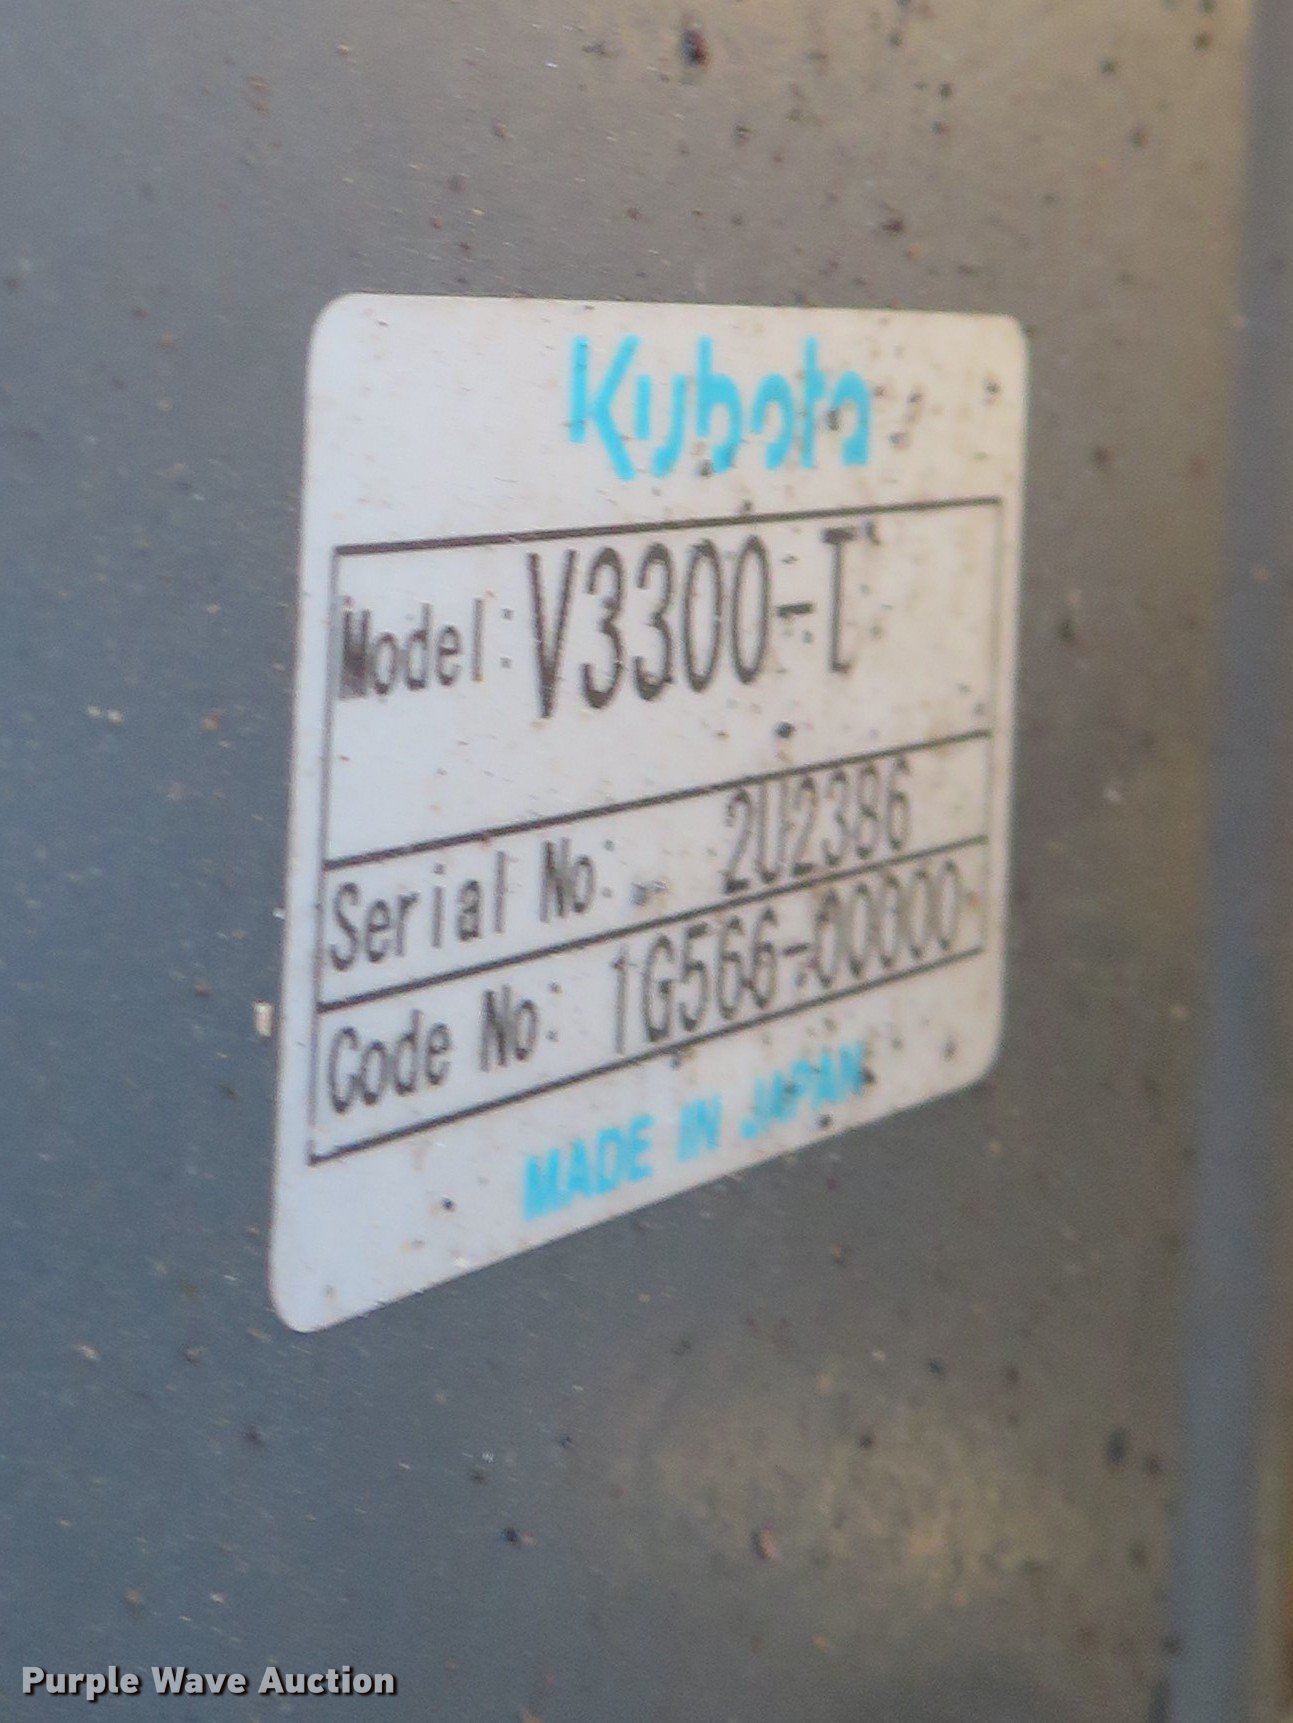 Kubota
Model: V3300-T
Serial No: 2U2386
Code No: 1G566-00000
MADE IN JAPAN
Purple Wave Auction